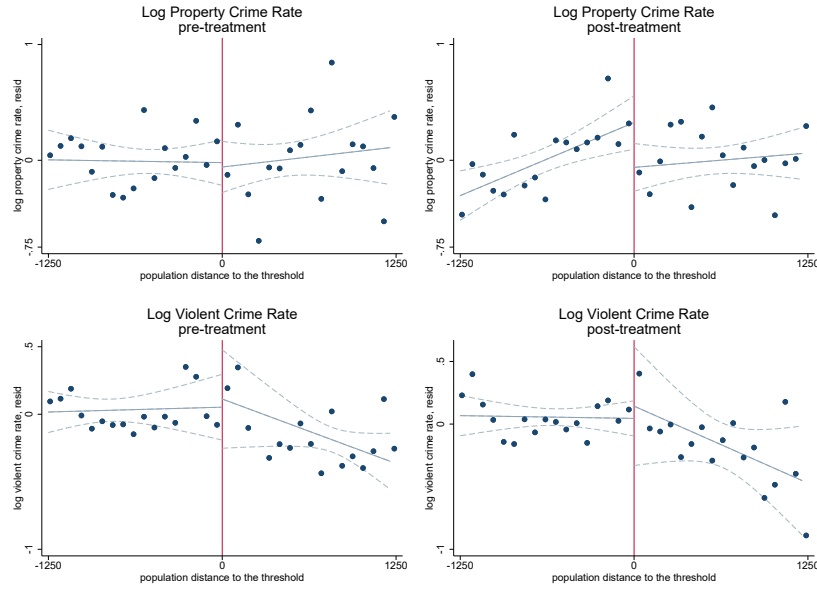 Log Property Crime Rate
pre-treatment
log property crime rate, resid
1
0
-.75
-1250
0
1250
population distance to the threshold
Log Property Crime Rate
post-treatment
log property crime rate, resid
1
0
-.75
-1250
0
1250
population distance to the threshold
Log Violent Crime Rate
pre-treatment
log violent crime rate, resid
.5
0
-1
-1250
0
1250
population distance to the threshold
Log Violent Crime Rate
post-treatment
log violent crime rate, resid
.5
0
-1
-1250
0
1250
population distance to the threshold